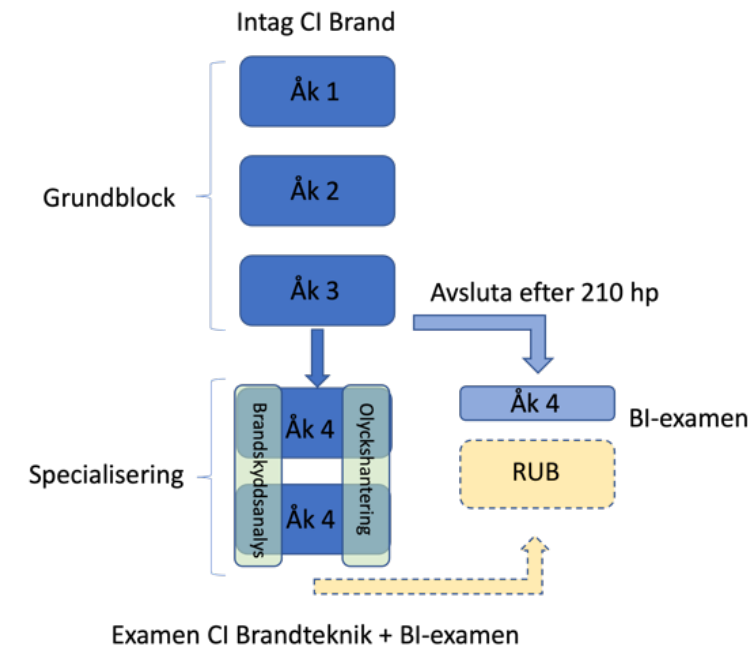 Intag CI Brand
Åk 1
Grundblock
Åk 2
Åk 3
Avsluta efter 210 hp
Specialisering
Brandskyddsanalys
Åk 4
Olyckshantering
Åk 4
Åk 4
BI-examen
RUB
Examen CI Brandteknik + BI-examen